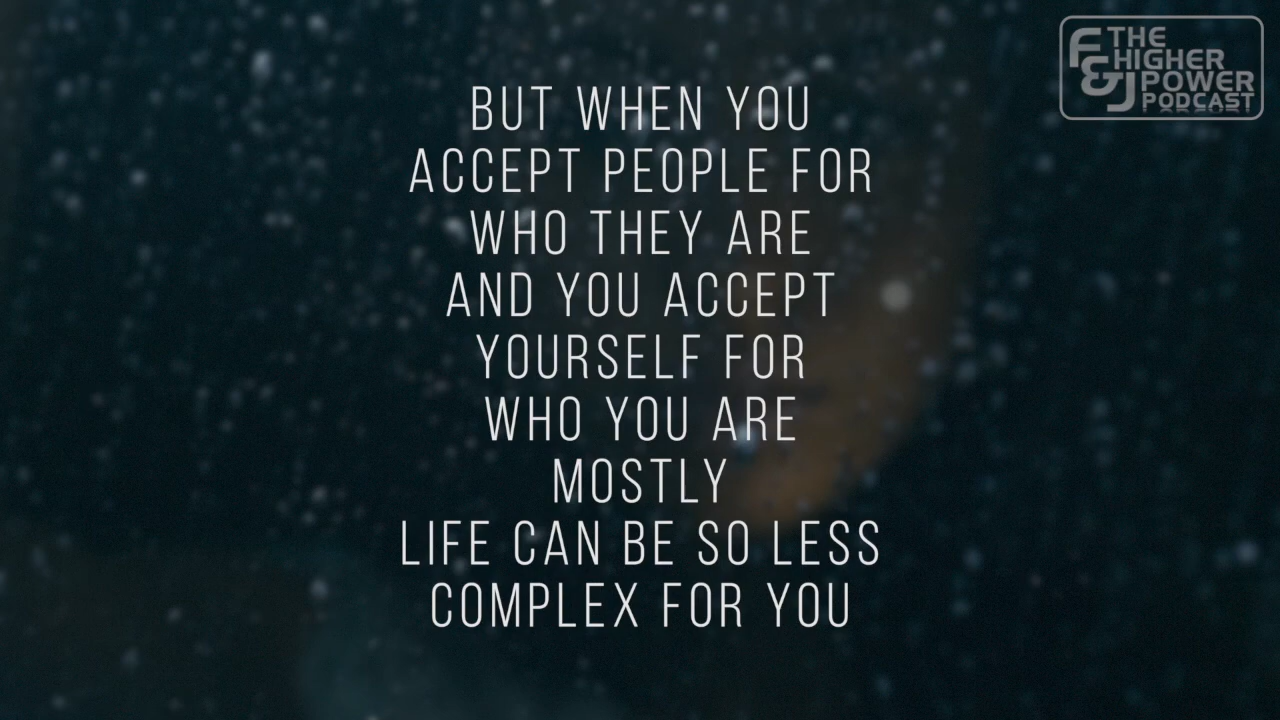 F&J THE HIGHER POWER PODCAST
BUT WHEN YOU
ACCEPT PEOPLE FOR
WHO THEY ARE
AND YOU ACCEPT
YOURSELF FOR
WHO YOU ARE
MOSTLY
LIFE CAN BE SO LESS
COMPLEX FOR YOU